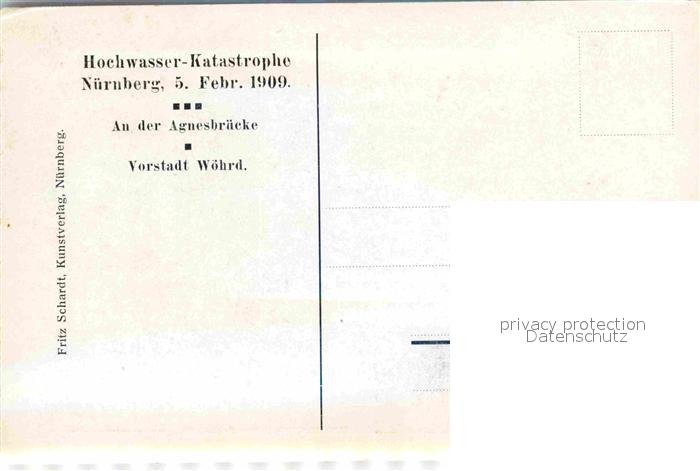 Hochwasser-Katastrophe
Nürnberg, 5. Febr. 1909.
An der Agnesbrücke
Vorstadt Wöhrd.
Fritz Schardt, Kunstverlag, Nürnberg.
privacy protection
Datenschutz